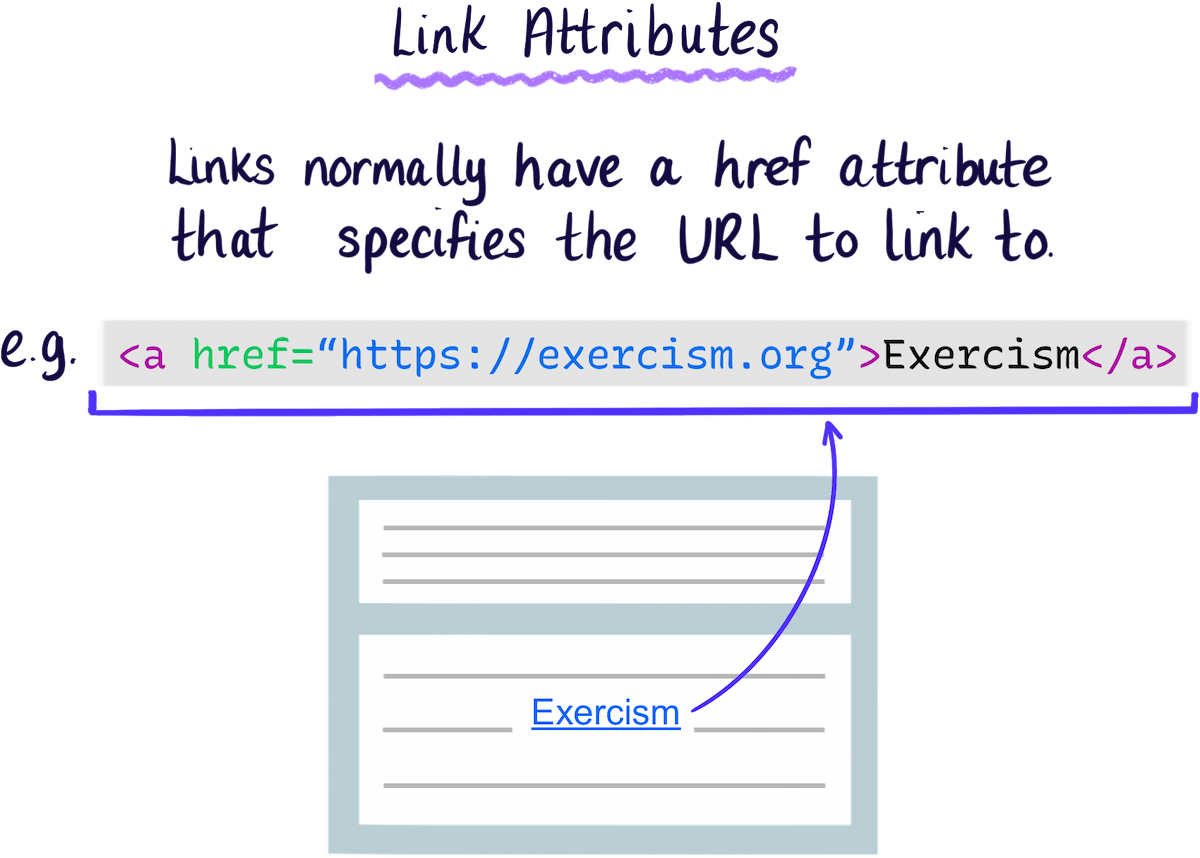 Link Attributes
Links normally have a href attribute
that specifies the URL to link to.
e.g. <a href=“https://exercism.org”>Exercism</a>
Exercism